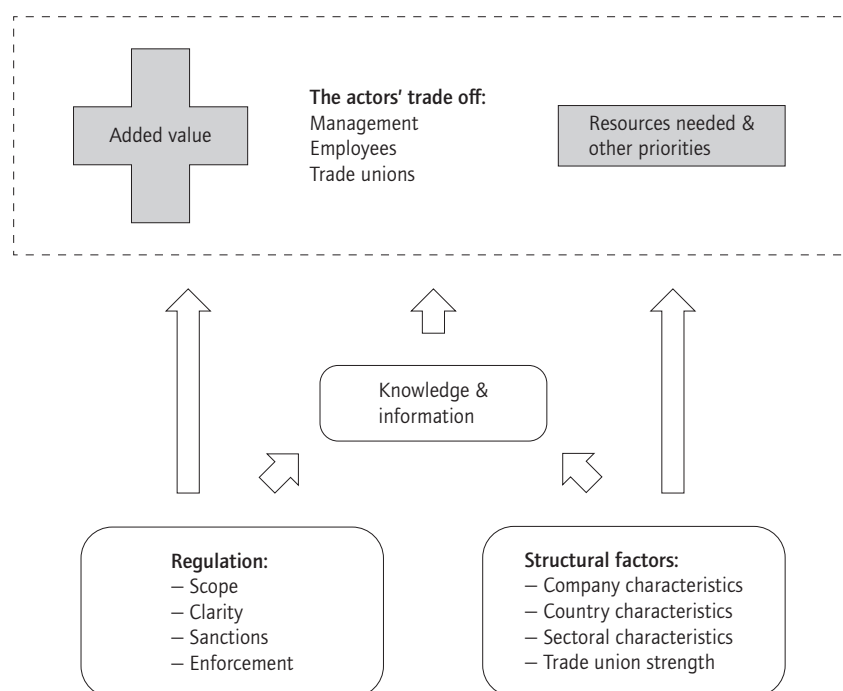 Added value
The actors' trade off:
Management
Employees
Trade unions
Resources needed &
other priorities
Knowledge &
information
Regulation:
– Scope
– Clarity
– Sanctions
– Enforcement
Structural factors:
– Company characteristics
– Country characteristics
– Sectoral characteristics
– Trade union strength